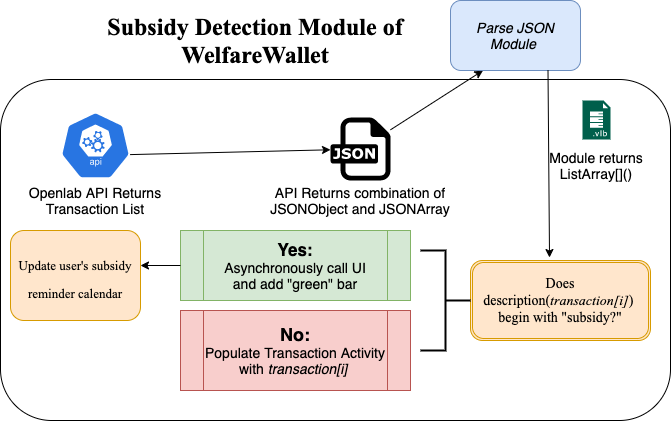 Subsidy Detection Module of
WelfareWallet
Parse JSON
Module
api
Openlab API Returns
Transaction List
JSON
API Returns combination of
JSONObject and JSONArray
.vlb
Module returns
ListArray[]()
Update user's subsidy
reminder calendar
Yes:
Asynchronously call UI
and add "green" bar
No:
Populate Transaction Activity
with transaction[i]
Does
description(transaction[i])
begin with "subsidy?"